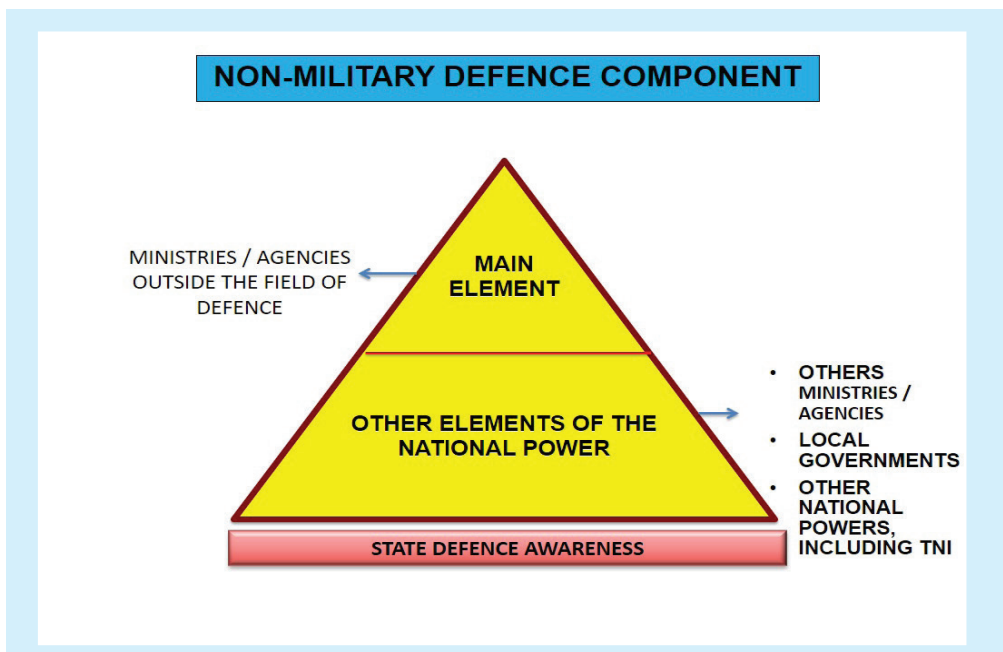 NON-MILITARY DEFENCE COMPONENT
MINISTRIES / AGENCIES
OUTSIDE THE FIELD OF
DEFENCE
MAIN
ELEMENT
OTHER ELEMENTS OF THE
NATIONAL POWER
• OTHERS
MINISTRIES /
AGENCIES
• LOCAL
GOVERNMENTS
• OTHER
NATIONAL
POWERS,
INCLUDING TNI
STATE DEFENCE AWARENESS